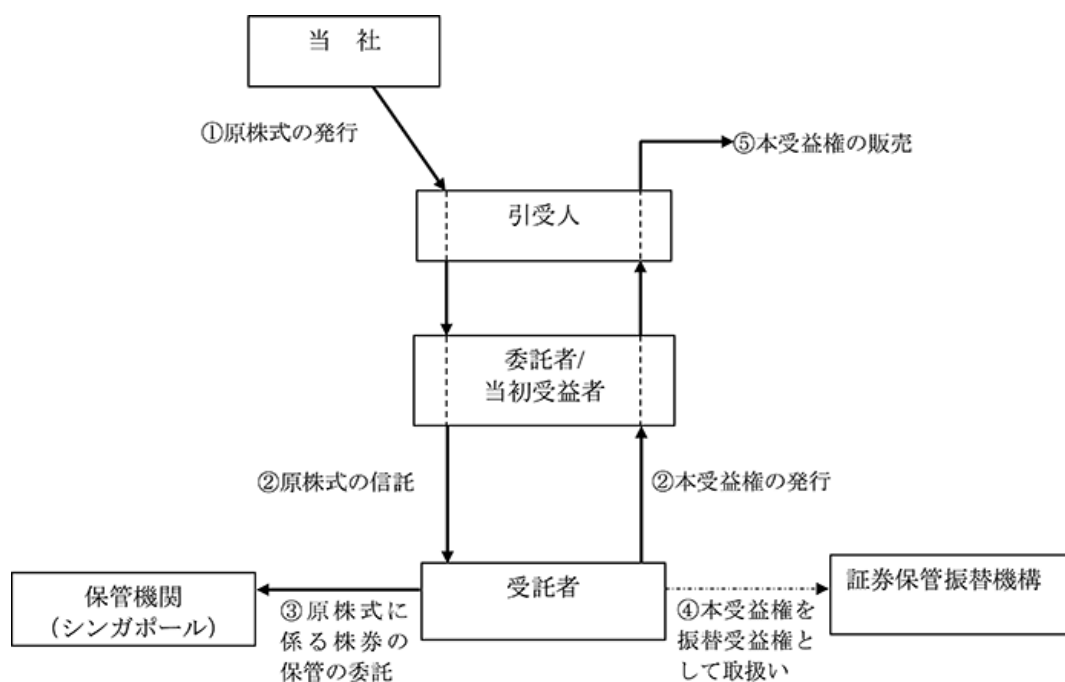 当　社
①原株式の発行
⑤本受益権の販売
引受人
委託者/
当初受益者
②原株式の信託
②本受益権の発行
保管機関
（シンガポール）
③原株式に
係る株券の
保管の委託
受託者
④本受益権を
振替受益権と
して取扱い
証券保管振替機構